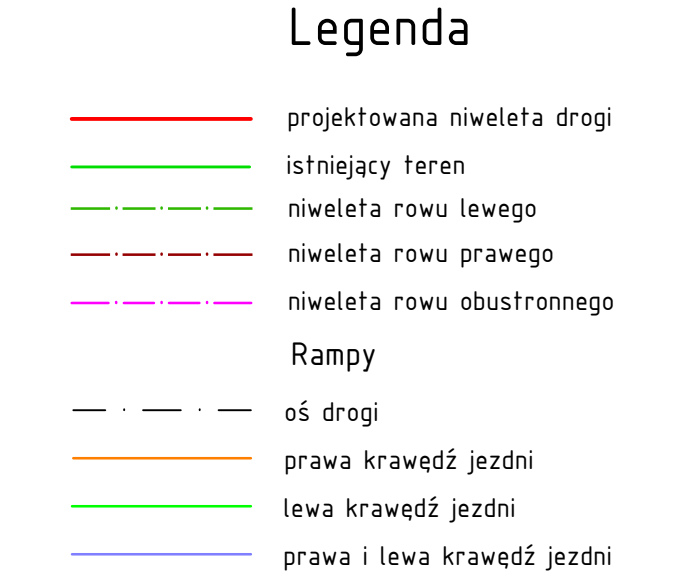 Legenda
projektowana niweleta drogi
istniejący teren
niweleta rowu lewego
niweleta rowu prawego
niweleta rowu obustronnego
Rampy
oś drogi
prawa krawędź jezdni
lewa krawędź jezdni
prawa i lewa krawędź jezdni